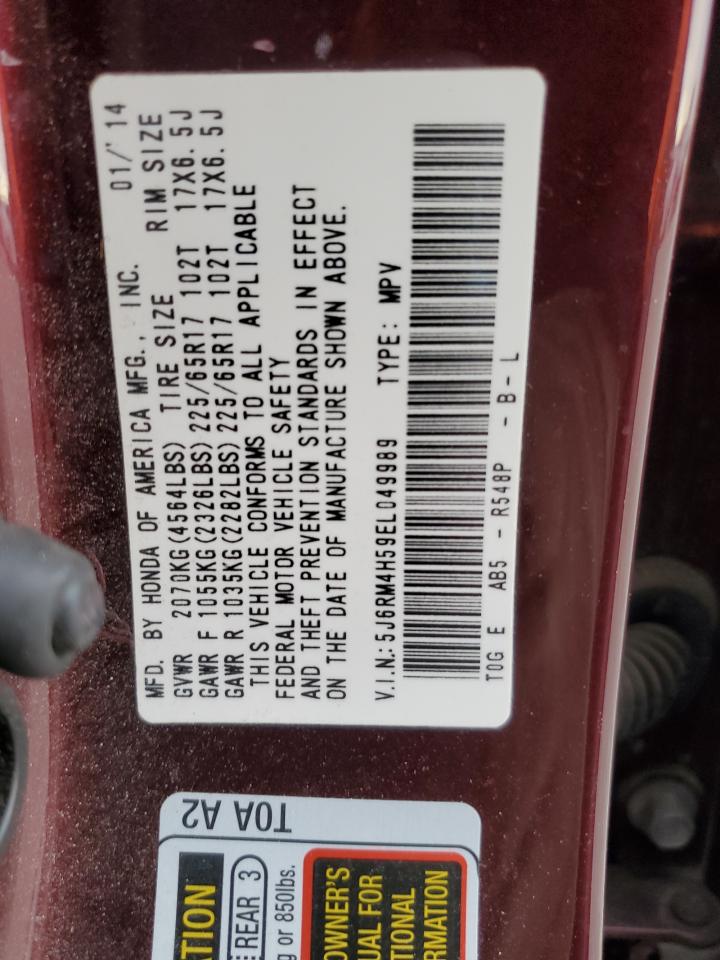 MFD. BY HONDA OF AMERICA MFG., INC. 01/'14
GVWR 2070KG(4564LBS) TIRE SIZE RIM SIZE
GAWR F 1055KG(2326LBS) 225/65R17 102T 17X6.5J
GAWR R 1035KG(2282LBS) 225/65R17 102T 17X6.5J
THIS VEHICLE CONFORMS TO ALL APPLICABLE
FEDERAL MOTOR VEHICLE SAFETY
AND THEFT PREVENTION STANDARDS IN EFFECT
ON THE DATE OF MANUFACTURE SHOWN ABOVE.
V.I.N.: 5J6RM4H59EL049989 TYPE: MPV
T0G E AB5 - R548P - B - L
T0A A2
REAR 3
or 850lbs.
OWNER'S
FOR